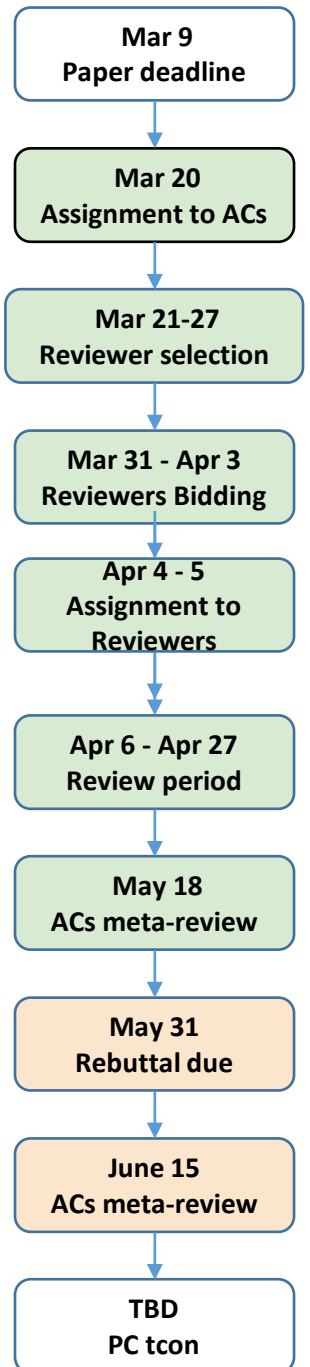 Mar 9
Paper deadline
Mar 20
Assignment to ACs
Mar 21-27
Reviewer selection
Mar 31 - Apr 3
Reviewers Bidding
Apr 4 - 5
Assignment to
Reviewers
Apr 6 - Apr 27
Review period
May 18
ACs meta-review
May 31
Rebuttal due
June 15
ACs meta-review
TBD
PC tcon